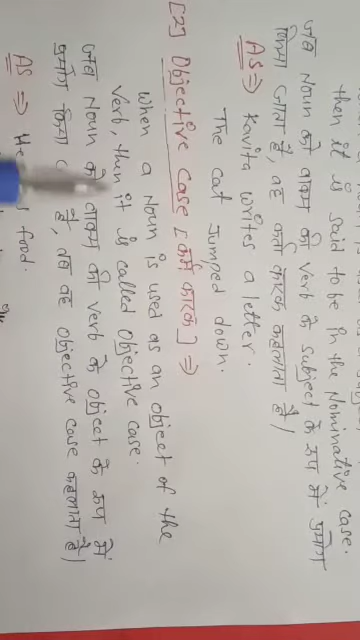 then it is said to be in the Nominative case.
जब Noun को वाक्य की Verb के Subject के रूप में प्रयोग
किया जाता है, वह कर्ता कारक कहलाता है।
AS ⇒ Kavita writes a letter.
The cat jumped down.
[2] Objective Case [कर्म कारक] ⇒
When a Noun is used as an object of the
Verb, then it is called Objective case.
जब Noun को वाक्य की Verb के object के रूप में
प्रयोग किया है, तब वह objective case कहलाता है।
AS ⇒ He food.